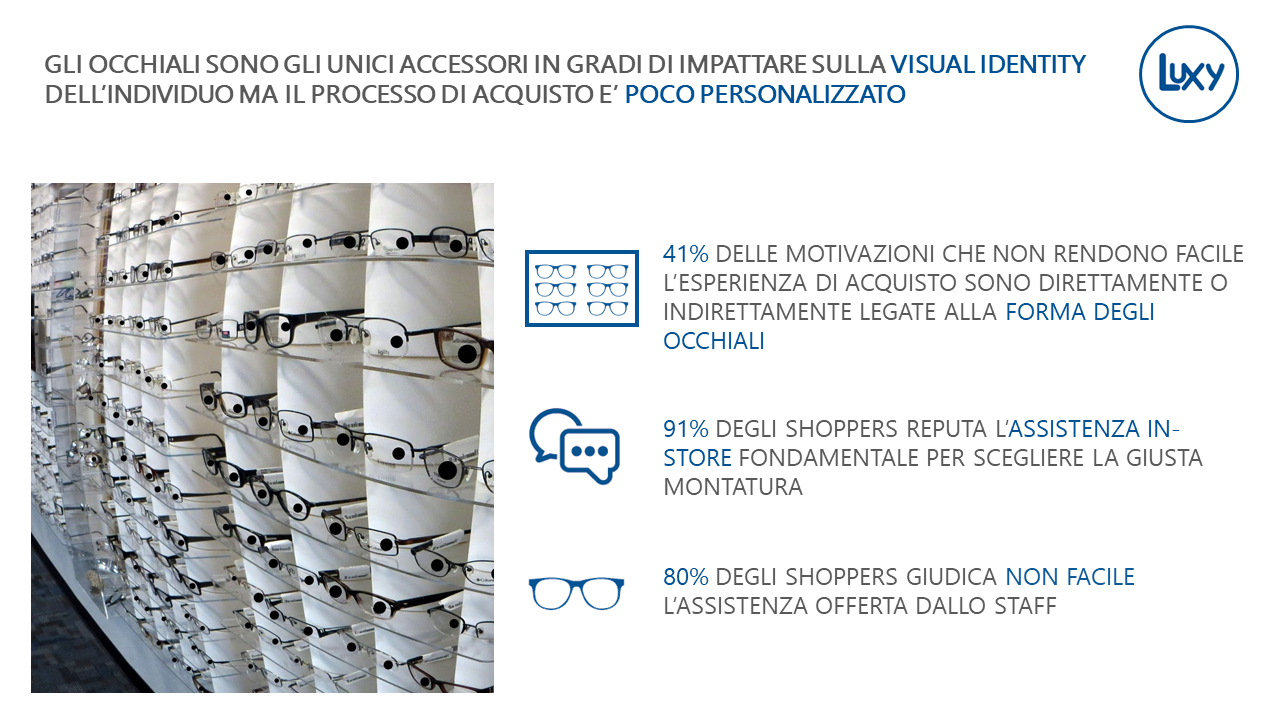 GLI OCCHIALI SONO GLI UNICI ACCESSORI IN GRADI DI IMPATTARE SULLA VISUAL IDENTITY
DELL’INDIVIDUO MA IL PROCESSO DI ACQUISTO E’ POCO PERSONALIZZATO
LUXY
41% DELLE MOTIVAZIONI CHE NON RENDONO FACILE
L’ESPERIENZA DI ACQUISTO SONO DIRETTAMENTE O
INDIRETTAMENTE LEGATE ALLA FORMA DEGLI
OCCHIALI
91% DEGLI SHOPPERS REPUTA L’ASSISTENZA IN-
STORE FONDAMENTALE PER SCEGLIERE LA GIUSTA
MONTATURA
80% DEGLI SHOPPERS GIUDICA NON FACILE
L’ASSISTENZA OFFERTA DALLO STAFF